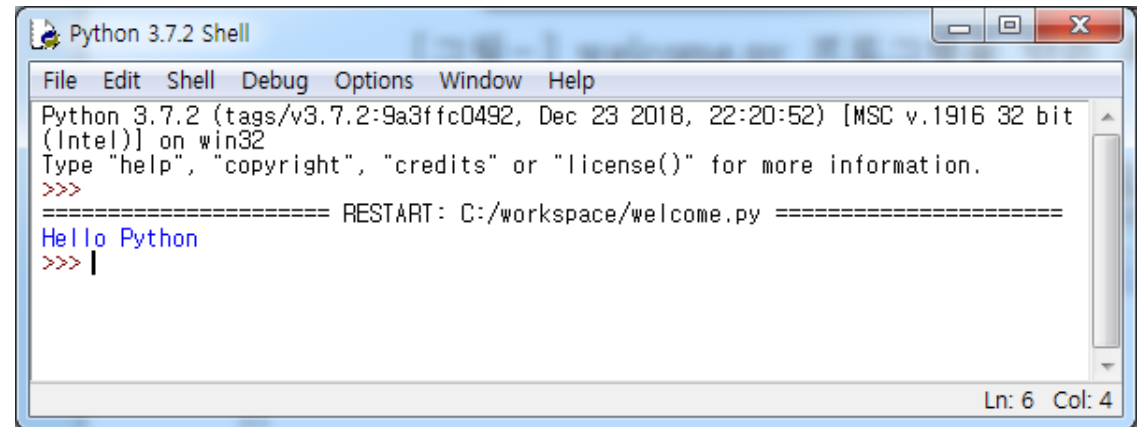 Python 3.7.2 Shell
File Edit Shell Debug Options Window Help
Python 3.7.2 (tags/v3.7.2:9a3ffc0492, Dec 23 2018, 22:20:52) [MSC v.1916 32 bit
(Intel)] on win32
Type "help", "copyright", "credits" or "license()" for more information.
>>>
====================== RESTART: C:/workspace/welcome.py ======================
Hello Python
>>>
Ln: 6 Col: 4